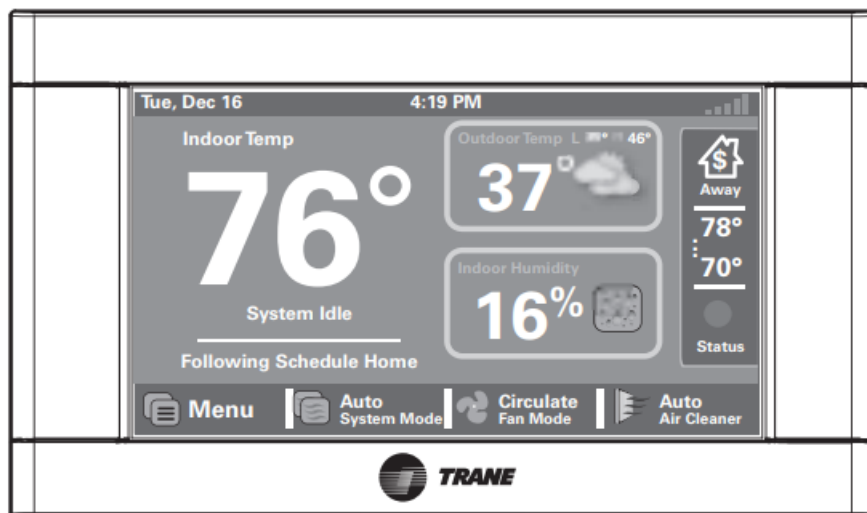 Tue, Dec 16 4:19 PM
Indoor Temp
76°
System Idle
Following Schedule Home
Outdoor Temp L 46°
37°
Indoor Humidity
16%
$
Away
78°
70°
Status
Menu
Auto
System Mode
Circulate
Fan Mode
Auto
Air Cleaner
TRANE